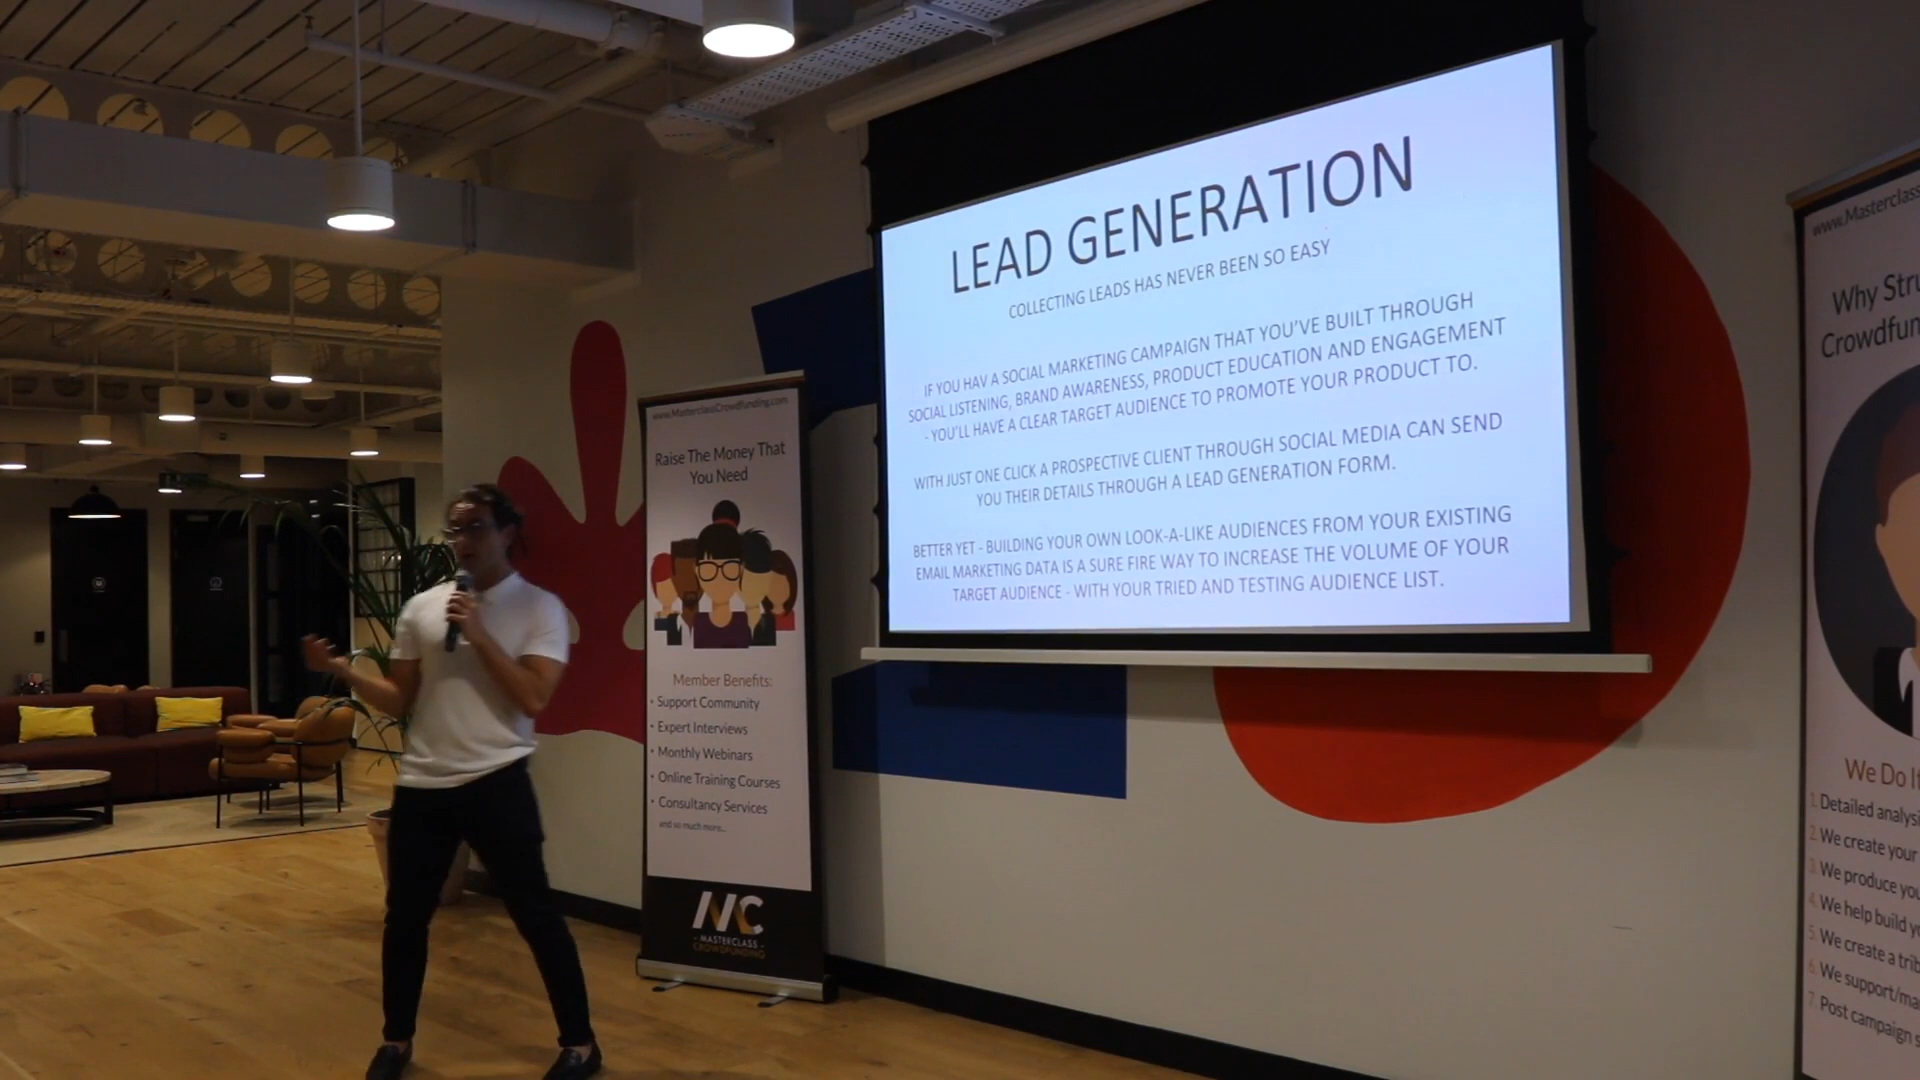 LEAD GENERATION
COLLECTING LEADS HAS NEVER BEEN SO EASY
IF YOU HAV A SOCIAL MARKETING CAMPAIGN THAT YOU'VE BUILT THROUGH
SOCIAL LISTENING, BRAND AWARENESS, PRODUCT EDUCATION AND ENGAGEMENT
- YOU'LL HAVE A CLEAR TARGET AUDIENCE TO PROMOTE YOUR PRODUCT TO.
WITH JUST ONE CLICK A PROSPECTIVE CLIENT THROUGH SOCIAL MEDIA CAN SEND
YOU THEIR DETAILS THROUGH A LEAD GENERATION FORM.
BETTER YET - BUILDING YOUR OWN LOOK-A-LIKE AUDIENCES FROM YOUR EXISTING
EMAIL MARKETING DATA IS A SURE FIRE WAY TO INCREASE THE VOLUME OF YOUR
TARGET AUDIENCE - WITH YOUR TRIED AND TESTING AUDIENCE LIST.
www.MasterclassCrowdfunding.com
Raise The Money That
You Need
Member Benefits:
• Support Community
• Expert Interviews
• Monthly Webinars
• Online Training Courses
• Consultancy Services
and so much more...
MC
- MASTERCLASS -
CROWDFUNDING
www.Masterclass
Why Stru
Crowdfun
We Do I
1. Detailed analysi
2. We create your
3. We produce you
4. We help build y
5. We create a trib
6. We support/ma
7. Post campaign s